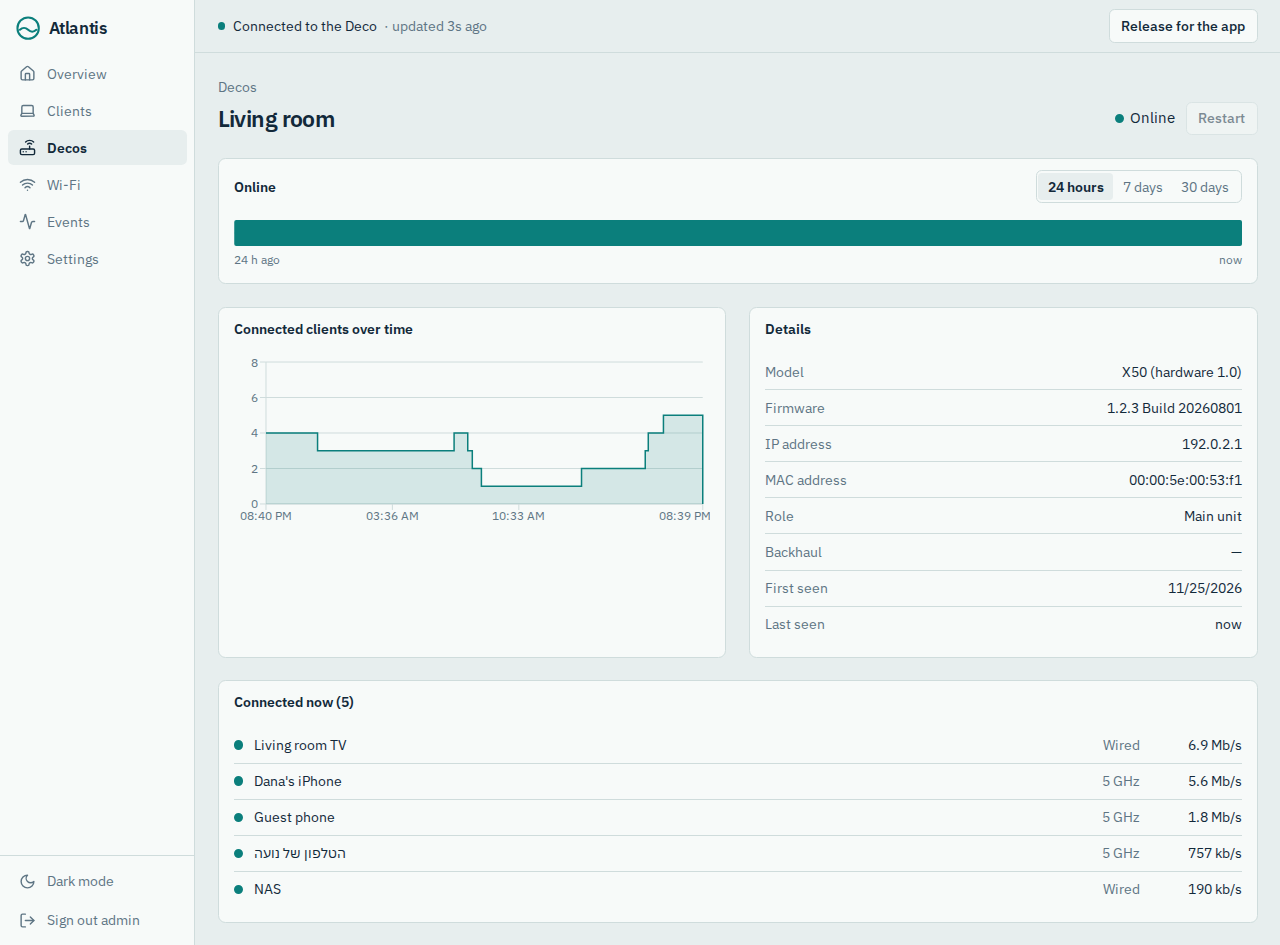 Atlantis
Overview
Clients
Decos
Wi-Fi
Events
Settings
Dark mode
Sign out admin
Connected to the Deco · updated 3s ago
Release for the app
Decos
Living room
Online
Restart
Online
24 hours 7 days 30 days
24 h ago
now
Connected clients over time
8
6
4
2
0
08:40 PM 03:36 AM 10:33 AM 08:39 PM
Details
Model X50 (hardware 1.0)
Firmware 1.2.3 Build 20260801
IP address 192.0.2.1
MAC address 00:00:5e:00:53:f1
Role Main unit
Backhaul —
First seen 11/25/2026
Last seen now
Connected now (5)
Living room TV Wired 6.9 Mb/s
Dana's iPhone 5 GHz 5.6 Mb/s
Guest phone 5 GHz 1.8 Mb/s
הטלפון של נועה 5 GHz 757 kb/s
NAS Wired 190 kb/s